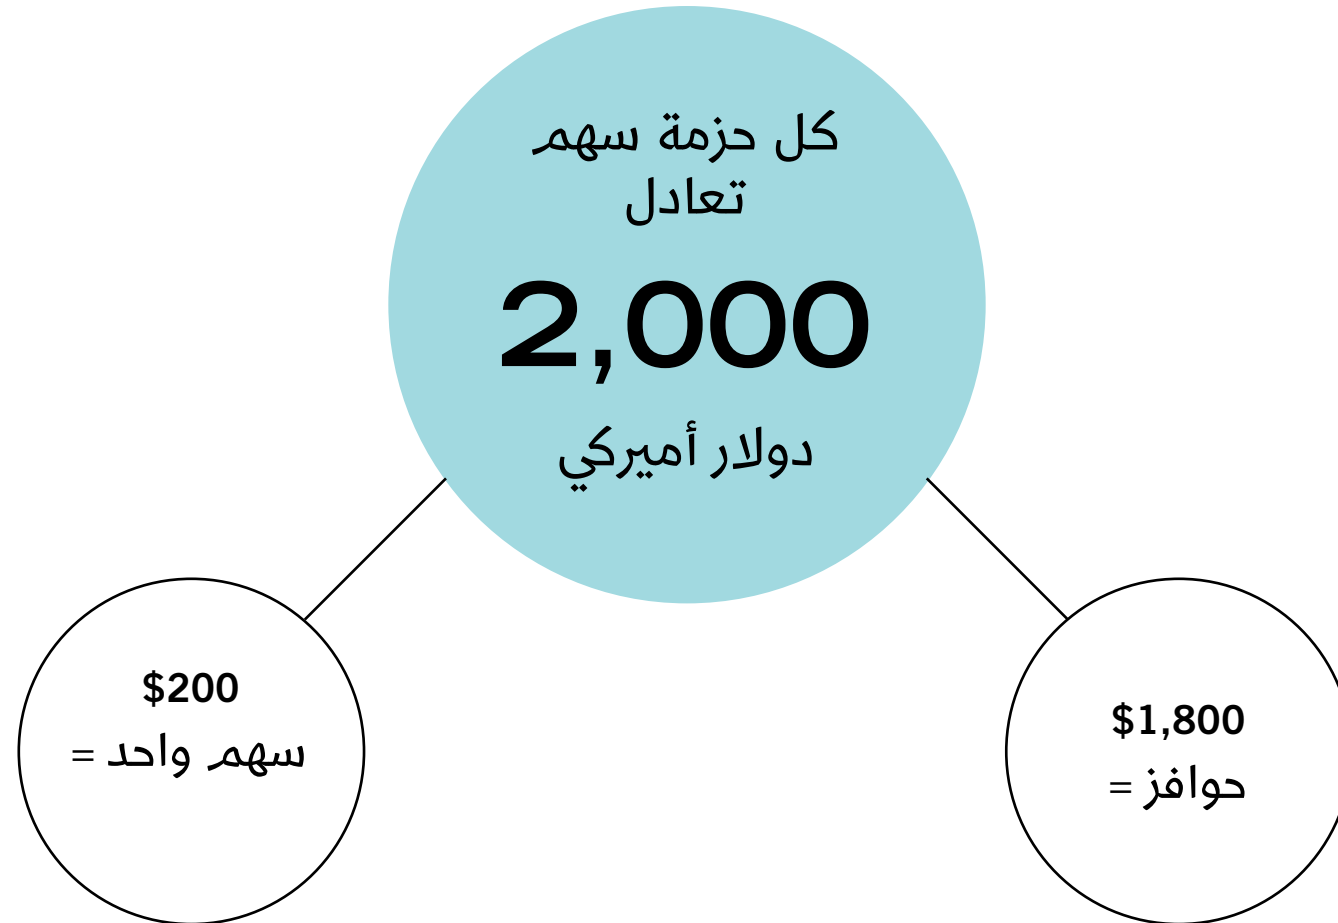 كل حزمة سهم
تعادل
2,000
دولار أميركي
$1,800
حوافز =
$200
سهم واحد =